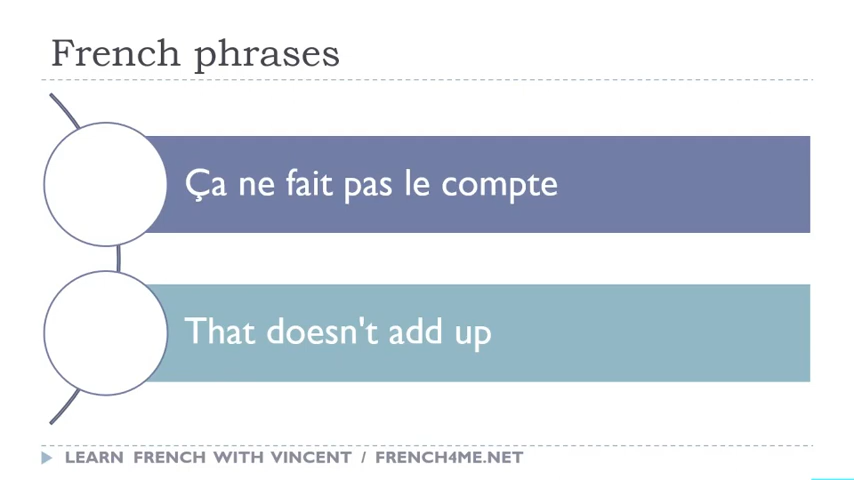 French phrases
Ça ne fait pas le compte
That doesn't add up
LEARN FRENCH WITH VINCENT / FRENCH4ME.NET